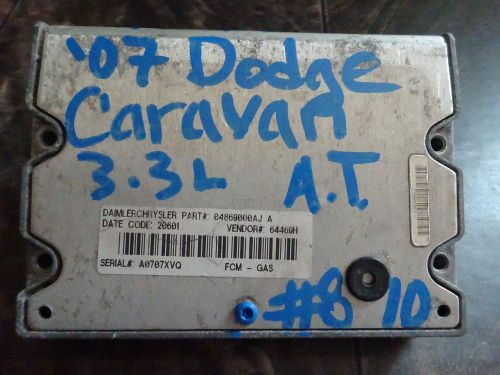 '07 Dodge
Caravan
3.3L A.T.
DAIMLERCHRYSLER PART#: 04869000AJ A
DATE CODE: 20601 VENDOR#: 64469H
SERIAL#: A0707XVQ FCM - GAS
#8 10